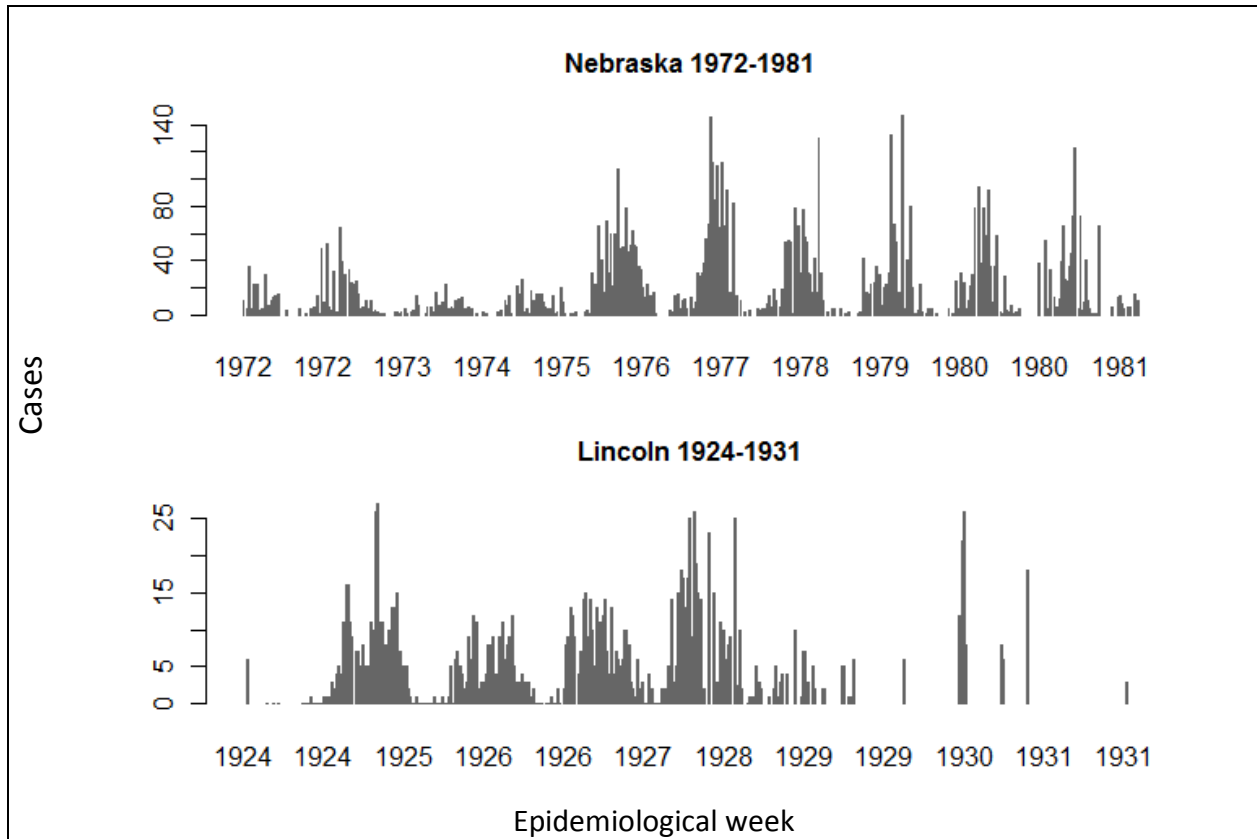 Nebraska 1972-1981
140
80
40
0
1972 1972 1973 1974 1975 1976 1977 1978 1979 1980 1980 1981
Cases
Lincoln 1924-1931
25
15
5
0
1924 1924 1925 1926 1926 1927 1928 1929 1929 1930 1931 1931
Epidemiological week